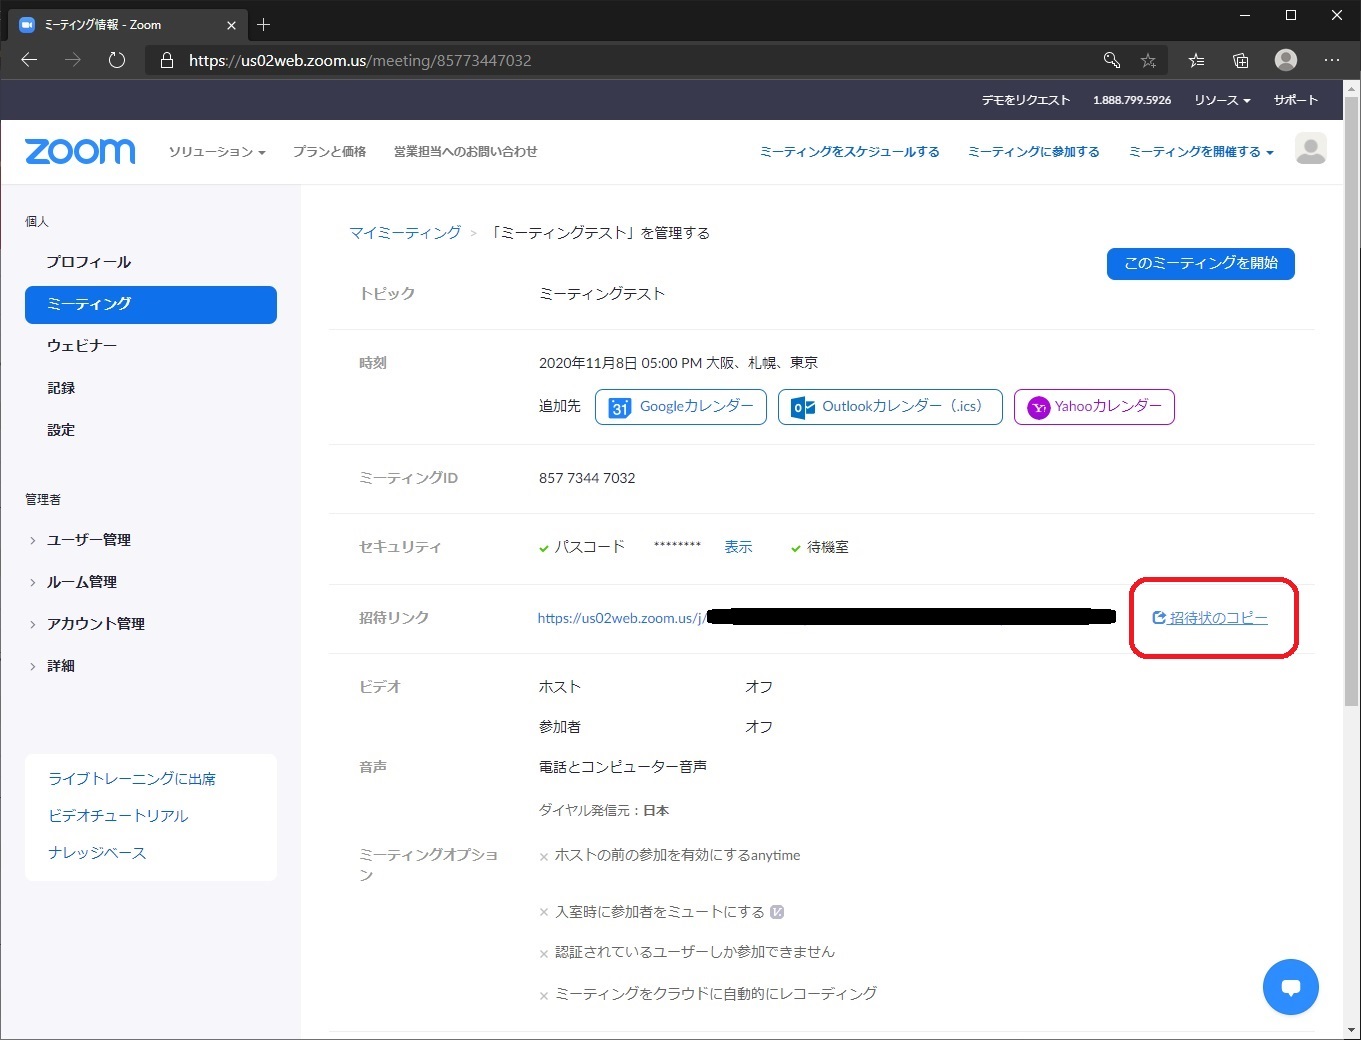 ミーティング情報 - Zoom
https://us02web.zoom.us/meeting/85773447032
デモをリクエスト 1.888.799.5926 リソース サポート
zoom ソリューション プランと価格 営業担当へのお問い合わせ ミーティングをスケジュールする ミーティングに参加する ミーティングを開催する
個人
プロフィール
ミーティング
ウェビナー
記録
設定
管理者
ユーザー管理
ルーム管理
アカウント管理
詳細
ライブトレーニングに出席
ビデオチュートリアル
ナレッジベース
マイミーティング > 「ミーティングテスト」を管理する
このミーティングを開始
トピック ミーティングテスト
時刻 2020年11月8日 05:00 PM 大阪、札幌、東京
追加先 31 Googleカレンダー Outlookカレンダー（.ics） Yahooカレンダー
ミーティングID 857 7344 7032
セキュリティ パスコード ******** 表示 待機室
招待リンク https://us02web.zoom.us/j/ 招待状のコピー
ビデオ ホスト オフ
参加者 オフ
音声 電話とコンピューター音声
ダイヤル発信元：日本
ミーティングオプション
× ホストの前の参加を有効にするanytime
× 入室時に参加者をミュートにする
× 認証されているユーザーしか参加できません
× ミーティングをクラウドに自動的にレコーディング